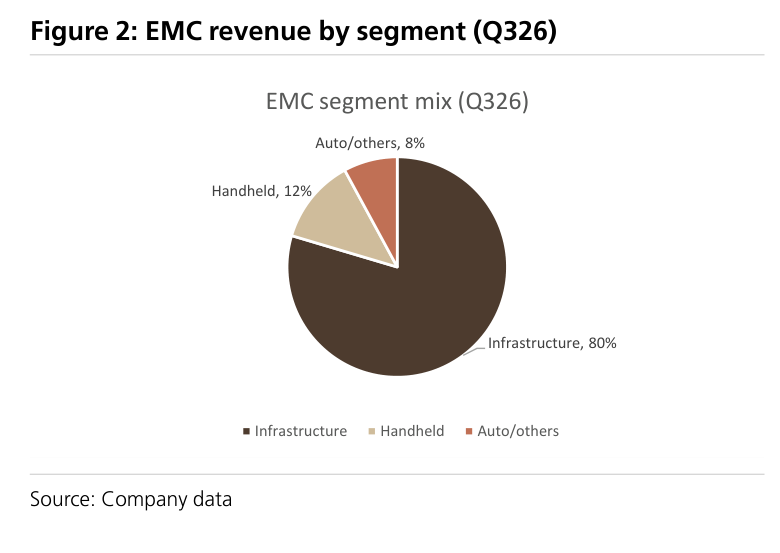 Figure 2: EMC revenue by segment (Q326)
EMC segment mix (Q326)
Auto/others, 8%
Handheld, 12%
Infrastructure, 80%
Infrastructure Handheld Auto/others
Source: Company data